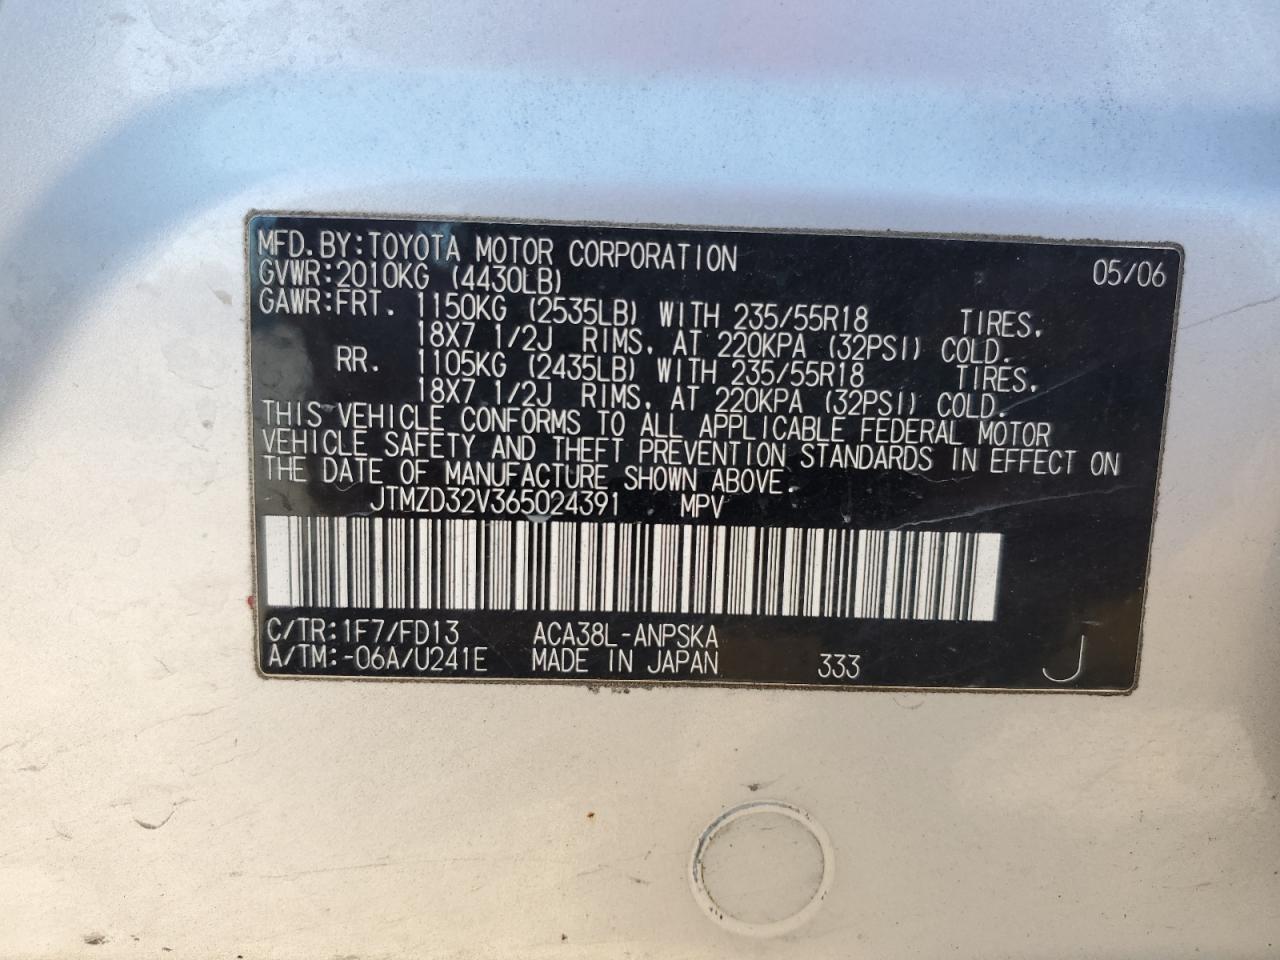 MFD.BY:TOYOTA MOTOR CORPORATION 05/06
GVWR:2010KG (4430LB)
GAWR:FRT. 1150KG (2535LB) WITH 235/55R18 TIRES,
18X7 1/2J RIMS, AT 220KPA (32PSI) COLD.
RR. 1105KG (2435LB) WITH 235/55R18 TIRES,
18X7 1/2J RIMS, AT 220KPA (32PSI) COLD.
THIS VEHICLE CONFORMS TO ALL APPLICABLE FEDERAL MOTOR
VEHICLE SAFETY AND THEFT PREVENTION STANDARDS IN EFFECT ON
THE DATE OF MANUFACTURE SHOWN ABOVE.
JTMZD32V365024391 MPV
C/TR:1F7/FD13 ACA38L-ANPSKA
A/TM:-06A/U241E MADE IN JAPAN 333 J